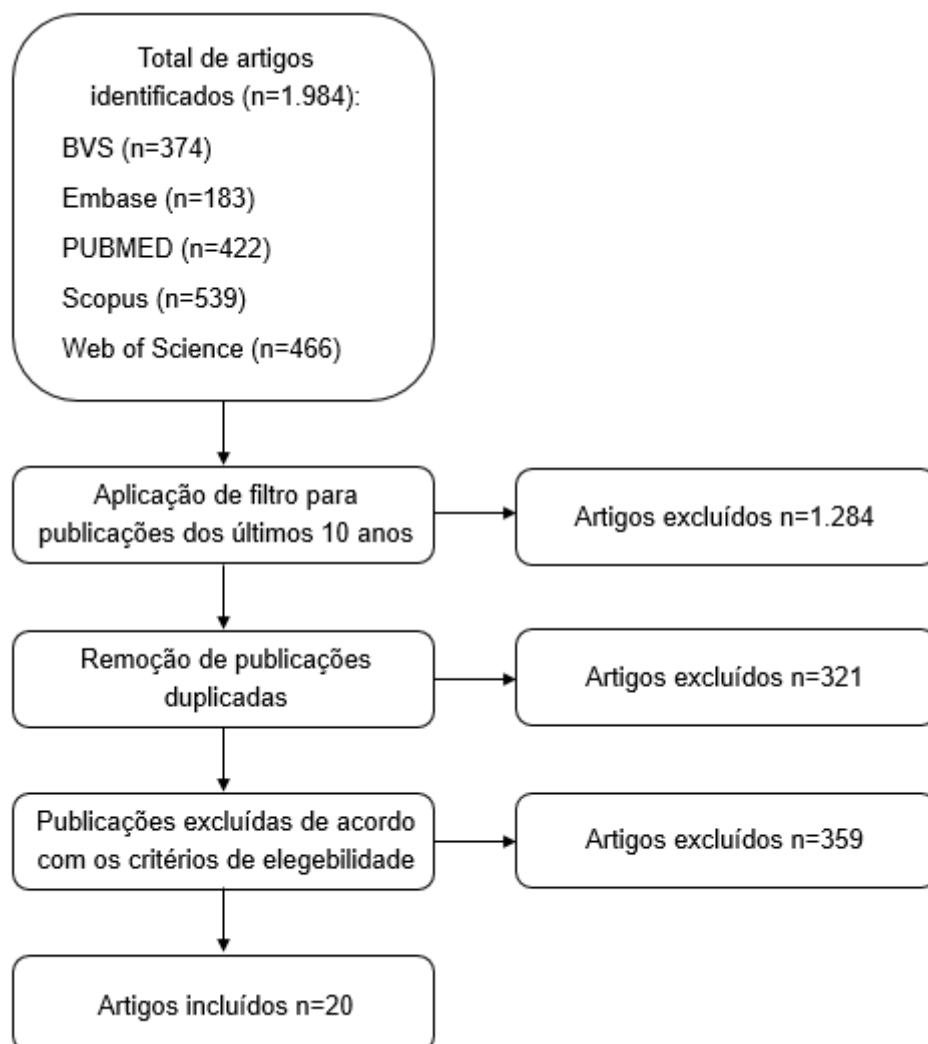 Total de artigos
identificados (n=1.984):
BVS (n=374)
Embase (n=183)
PUBMED (n=422)
Scopus (n=539)
Web of Science (n=466)
Aplicação de filtro para
publicações dos últimos 10 anos
Artigos excluídos n=1.284
Remoção de publicações
duplicadas
Artigos excluídos n=321
Publicações excluídas de acordo
com os critérios de elegebilidade
Artigos excluídos n=359
Artigos incluídos n=20